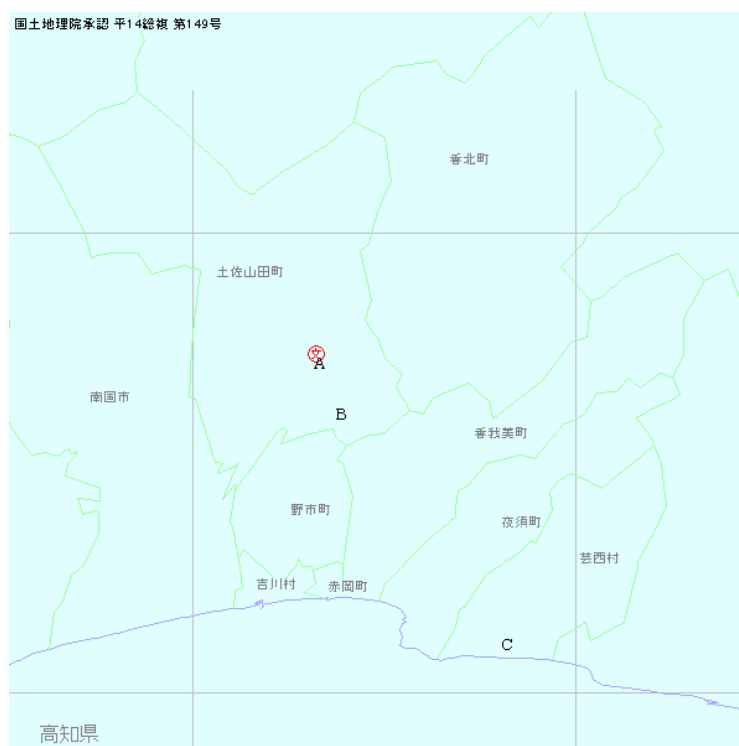 国土地理院承認 平14総複 第149号
香北町
土佐山田町
文
A
南国市
B
香我美町
野市町
夜須町
芸西村
吉川村
赤岡町
C
高知県